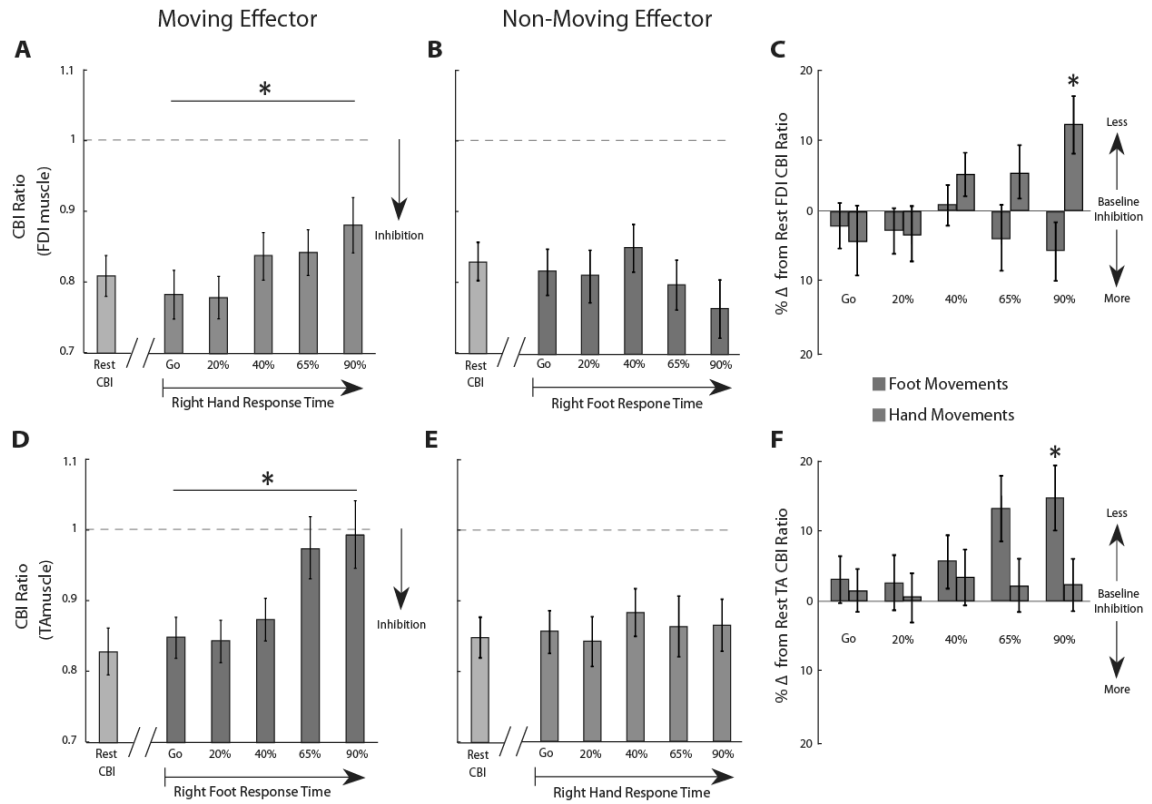 Moving Effector
Non-Moving Effector
A
1.1
1
0.9
0.8
0.7
CBI Ratio
(FDI muscle)
*
Inhibition
Rest
CBI
Go 20% 40% 65% 90%
Right Hand Response Time
B
Rest
CBI
Go 20% 40% 65% 90%
Right Foot Respone Time
C
20
10
0
10
20
% Δ from Rest FDI CBI Ratio
*
Less
Baseline
Inhibition
More
Go 20% 40% 65% 90%
Foot Movements
Hand Movements
D
1.1
1
0.9
0.8
0.7
CBI Ratio
(TAmuscle)
*
Inhibition
Rest
CBI
Go 20% 40% 65% 90%
Right Foot Response Time
E
Rest
CBI
Go 20% 40% 65% 90%
Right Hand Respone Time
F
20
10
0
10
20
% Δ from Rest TA CBI Ratio
*
Less
Baseline
Inhibition
More
Go 20% 40% 65% 90%